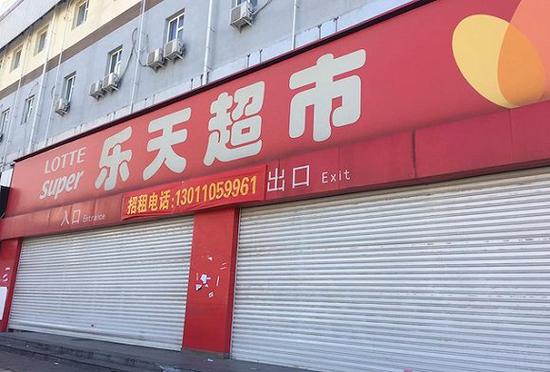 LOTTE
super
乐天超市
招租电话:13011059961
入口 Entrance
出口 Exit